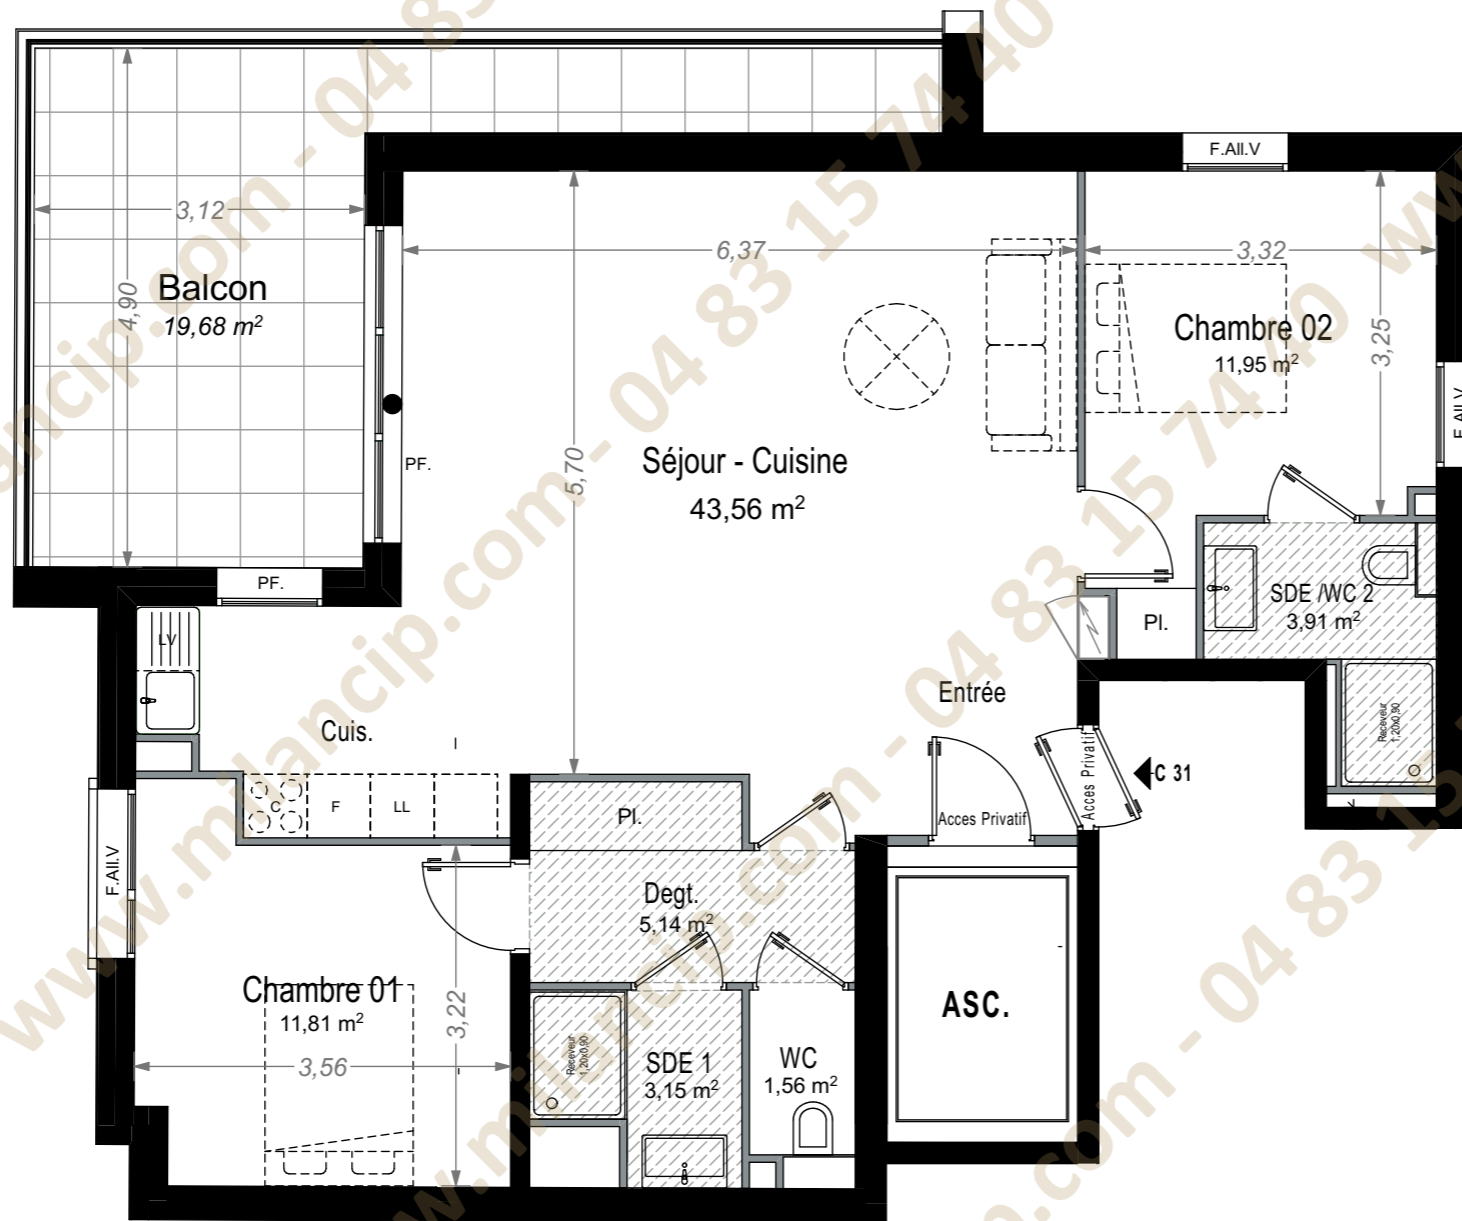 F.All.V
3,12
6,37
3,32
Balcon
19,68 m²
4,90
Chambre 02
11,95 m²
3,25
F.All.V
PF.
Séjour - Cuisine
43,56 m²
5,70
PF.
LV
SDE /WC 2
3,91 m²
Pl.
Entrée
Receveur
1,20x0,90
Cuis.
Acces Privatif
C 31
C
F
LL
Pl.
Acces Privatif
F.All.V
Degt.
5,14 m²
Chambre 01
11,81 m²
3,22
3,56
ASC.
Receveur
1,20x0,90
SDE 1
3,15 m²
WC
1,56 m²
www.milancip.com - 04 83 15 74 40